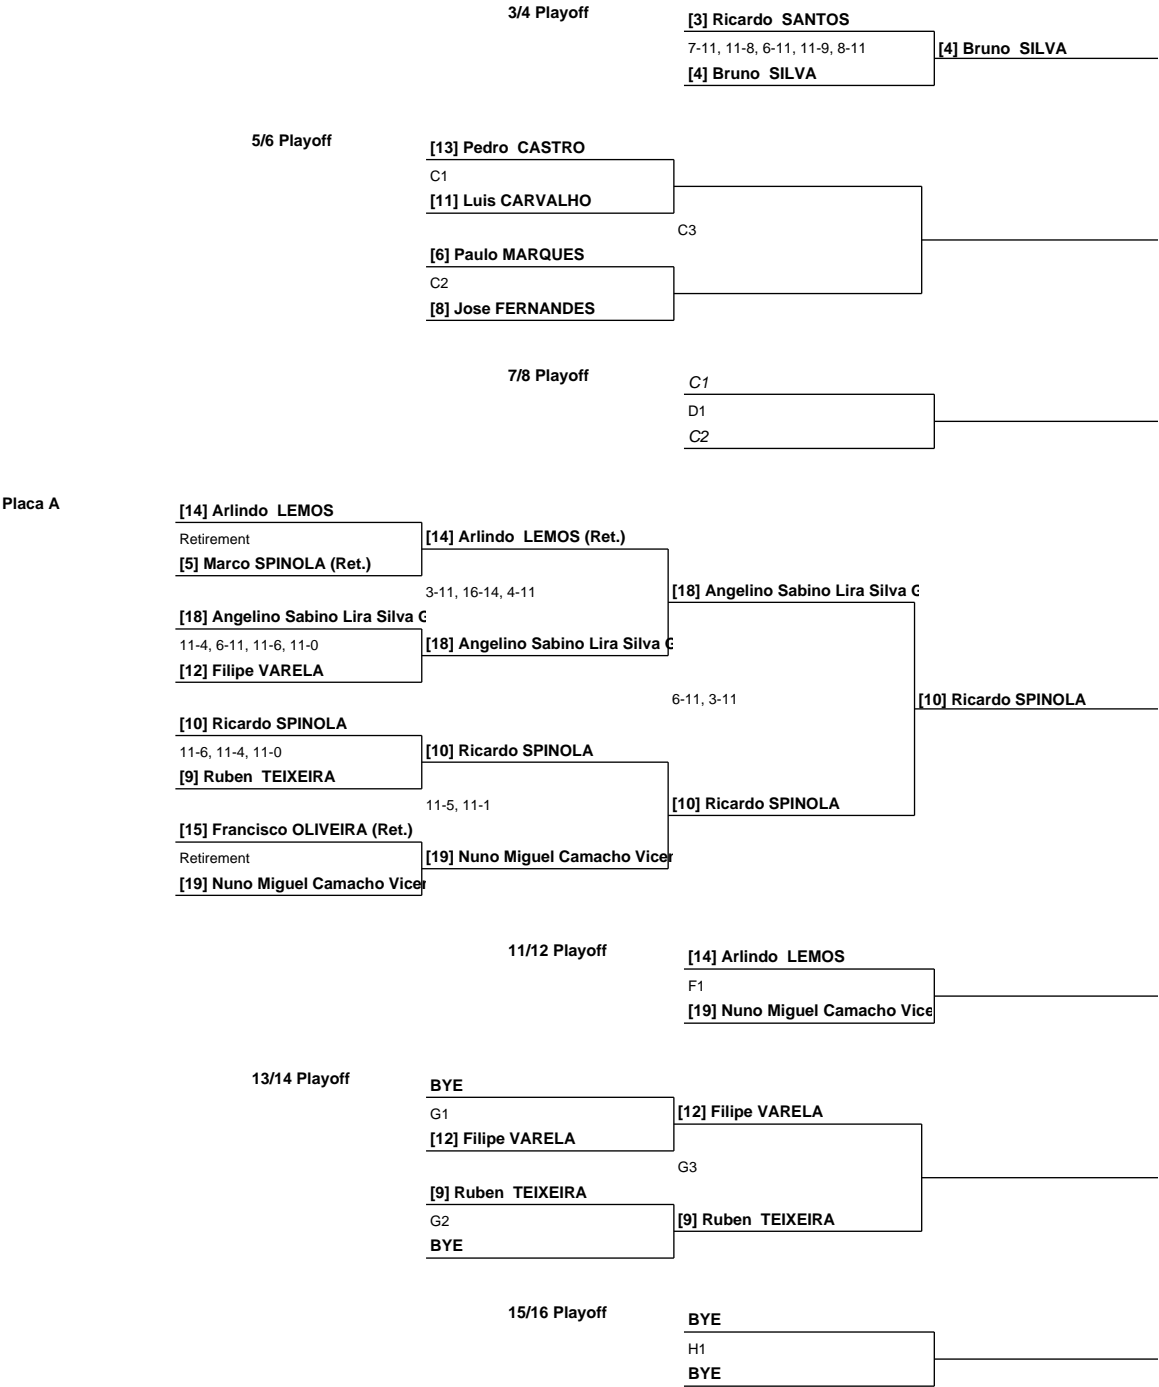 3/4 Playoff
[3] Ricardo SANTOS
7-11, 11-8, 6-11, 11-9, 8-11
[4] Bruno SILVA
[4] Bruno SILVA
5/6 Playoff
[13] Pedro CASTRO
C1
[11] Luis CARVALHO
C3
[6] Paulo MARQUES
C2
[8] Jose FERNANDES
7/8 Playoff
C1
D1
C2
Placa A
[14] Arlindo LEMOS
Retirement
[14] Arlindo LEMOS (Ret.)
[5] Marco SPINOLA (Ret.)
3-11, 16-14, 4-11
[18] Angelino Sabino Lira Silva G
[18] Angelino Sabino Lira Silva G
11-4, 6-11, 11-6, 11-0
[18] Angelino Sabino Lira Silva G
[12] Filipe VARELA
6-11, 3-11
[10] Ricardo SPINOLA
[10] Ricardo SPINOLA
11-6, 11-4, 11-0
[10] Ricardo SPINOLA
[9] Ruben TEIXEIRA
11-5, 11-1
[10] Ricardo SPINOLA
[15] Francisco OLIVEIRA (Ret.)
Retirement
[19] Nuno Miguel Camacho Vicer
[19] Nuno Miguel Camacho Vicer
11/12 Playoff
[14] Arlindo LEMOS
F1
[19] Nuno Miguel Camacho Vice
13/14 Playoff
BYE
G1
[12] Filipe VARELA
[12] Filipe VARELA
G3
[9] Ruben TEIXEIRA
G2
[9] Ruben TEIXEIRA
BYE
15/16 Playoff
BYE
H1
BYE